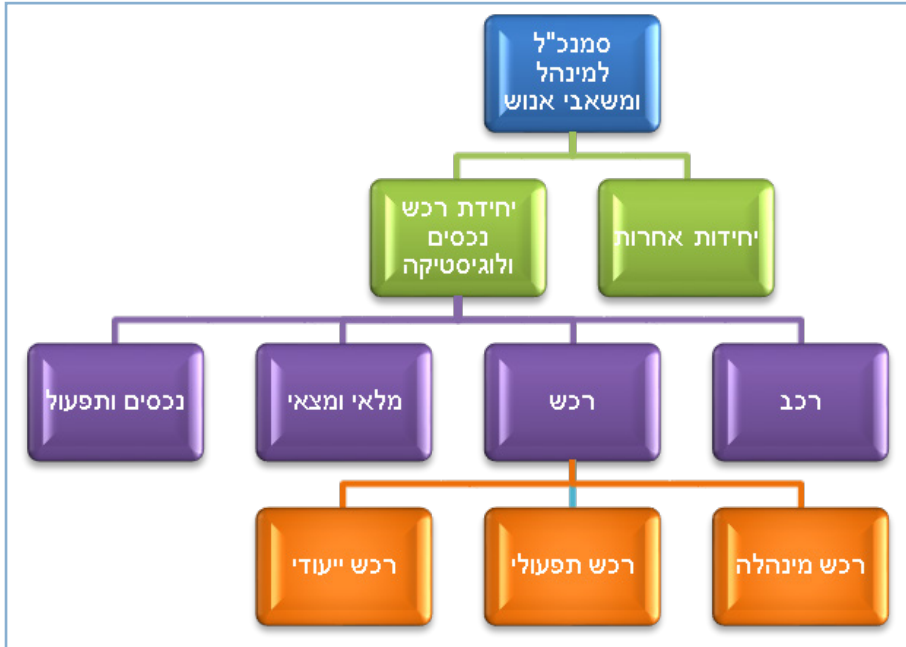 סמנכ"ל
למינהל
ומשאבי אנוש
יחידות אחרות
יחידת רכש
נכסים
ולוגיסטיקה
רכב
רכש
מלאי ומצאי
נכסים ותפעול
רכש מינהלה
רכש תפעולי
רכש ייעודי